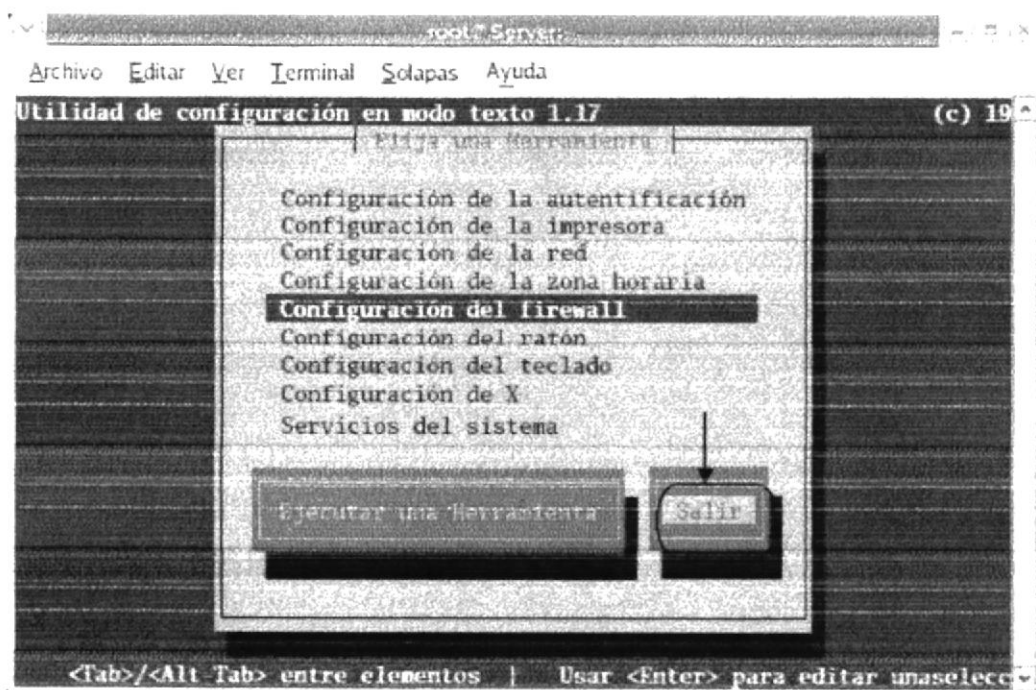 root@Server:
Archivo Editar Ver Terminal Solapas Ayuda
Utilidad de configuración en modo texto 1.17 (c) 19
Elija una Herramienta
Configuración de la autentificación
Configuración de la impresora
Configuración de la red
Configuración de la zona horaria
Configuración del firewall
Configuración del ratón
Configuración del teclado
Configuración de X
Servicios del sistema
Ejecutar una Herramienta Salir
<Tab>/<Alt-Tab> entre elementos | Usar <Enter> para editar unaselecc